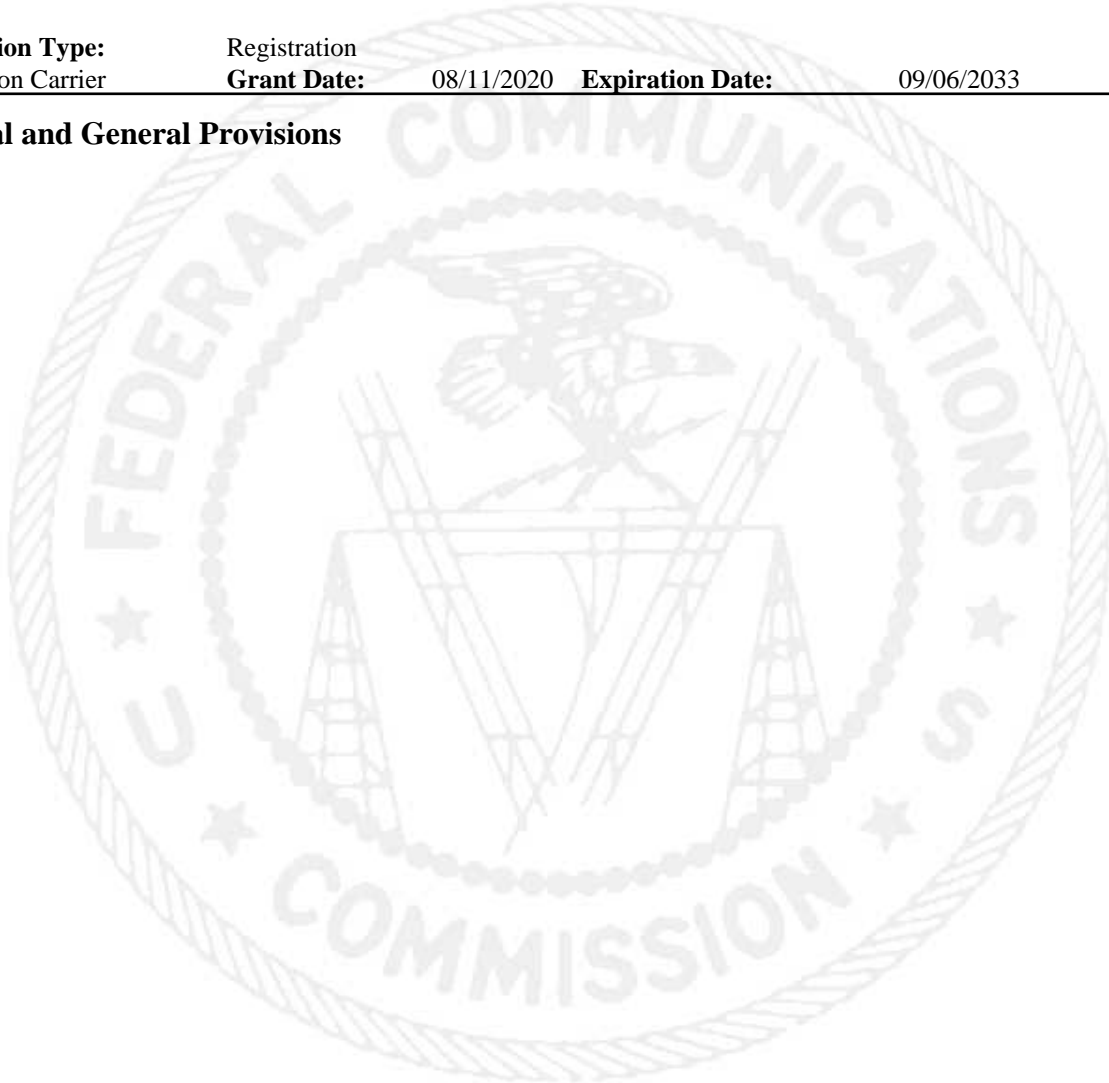 ion Type: Registration
on Carrier Grant Date: 08/11/2020 Expiration Date: 09/06/2033
al and General Provisions
FEDERAL COMMUNICATIONS
U S
COMMISSION